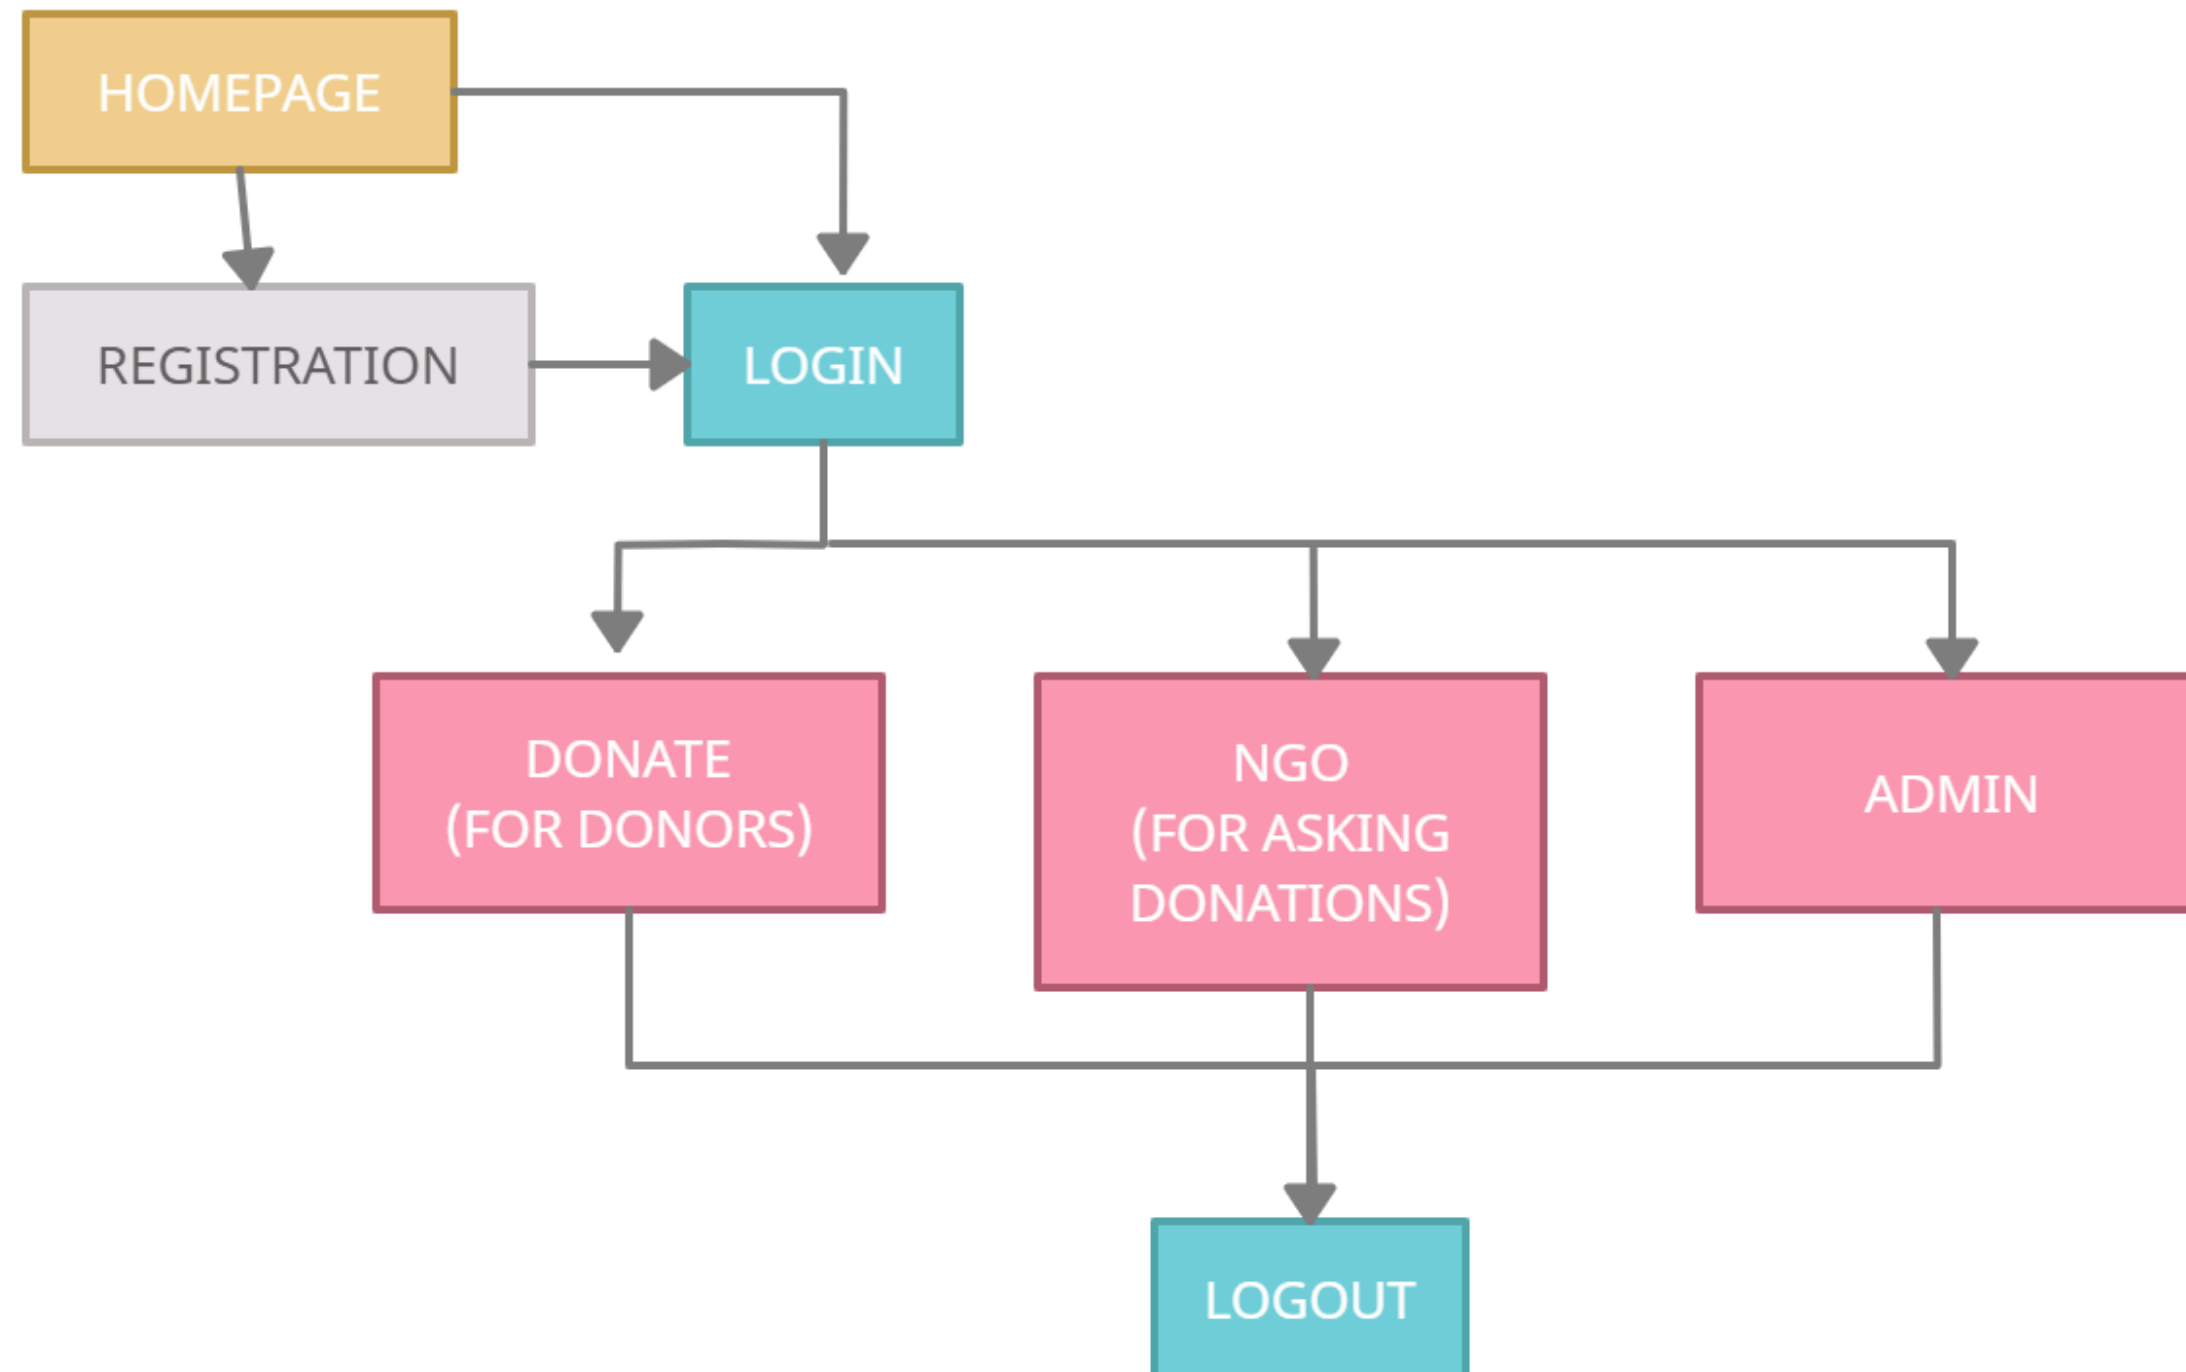 HOMEPAGE
REGISTRATION
LOGIN
DONATE
(FOR DONORS)
NGO
(FOR ASKING
DONATIONS)
ADMIN
LOGOUT